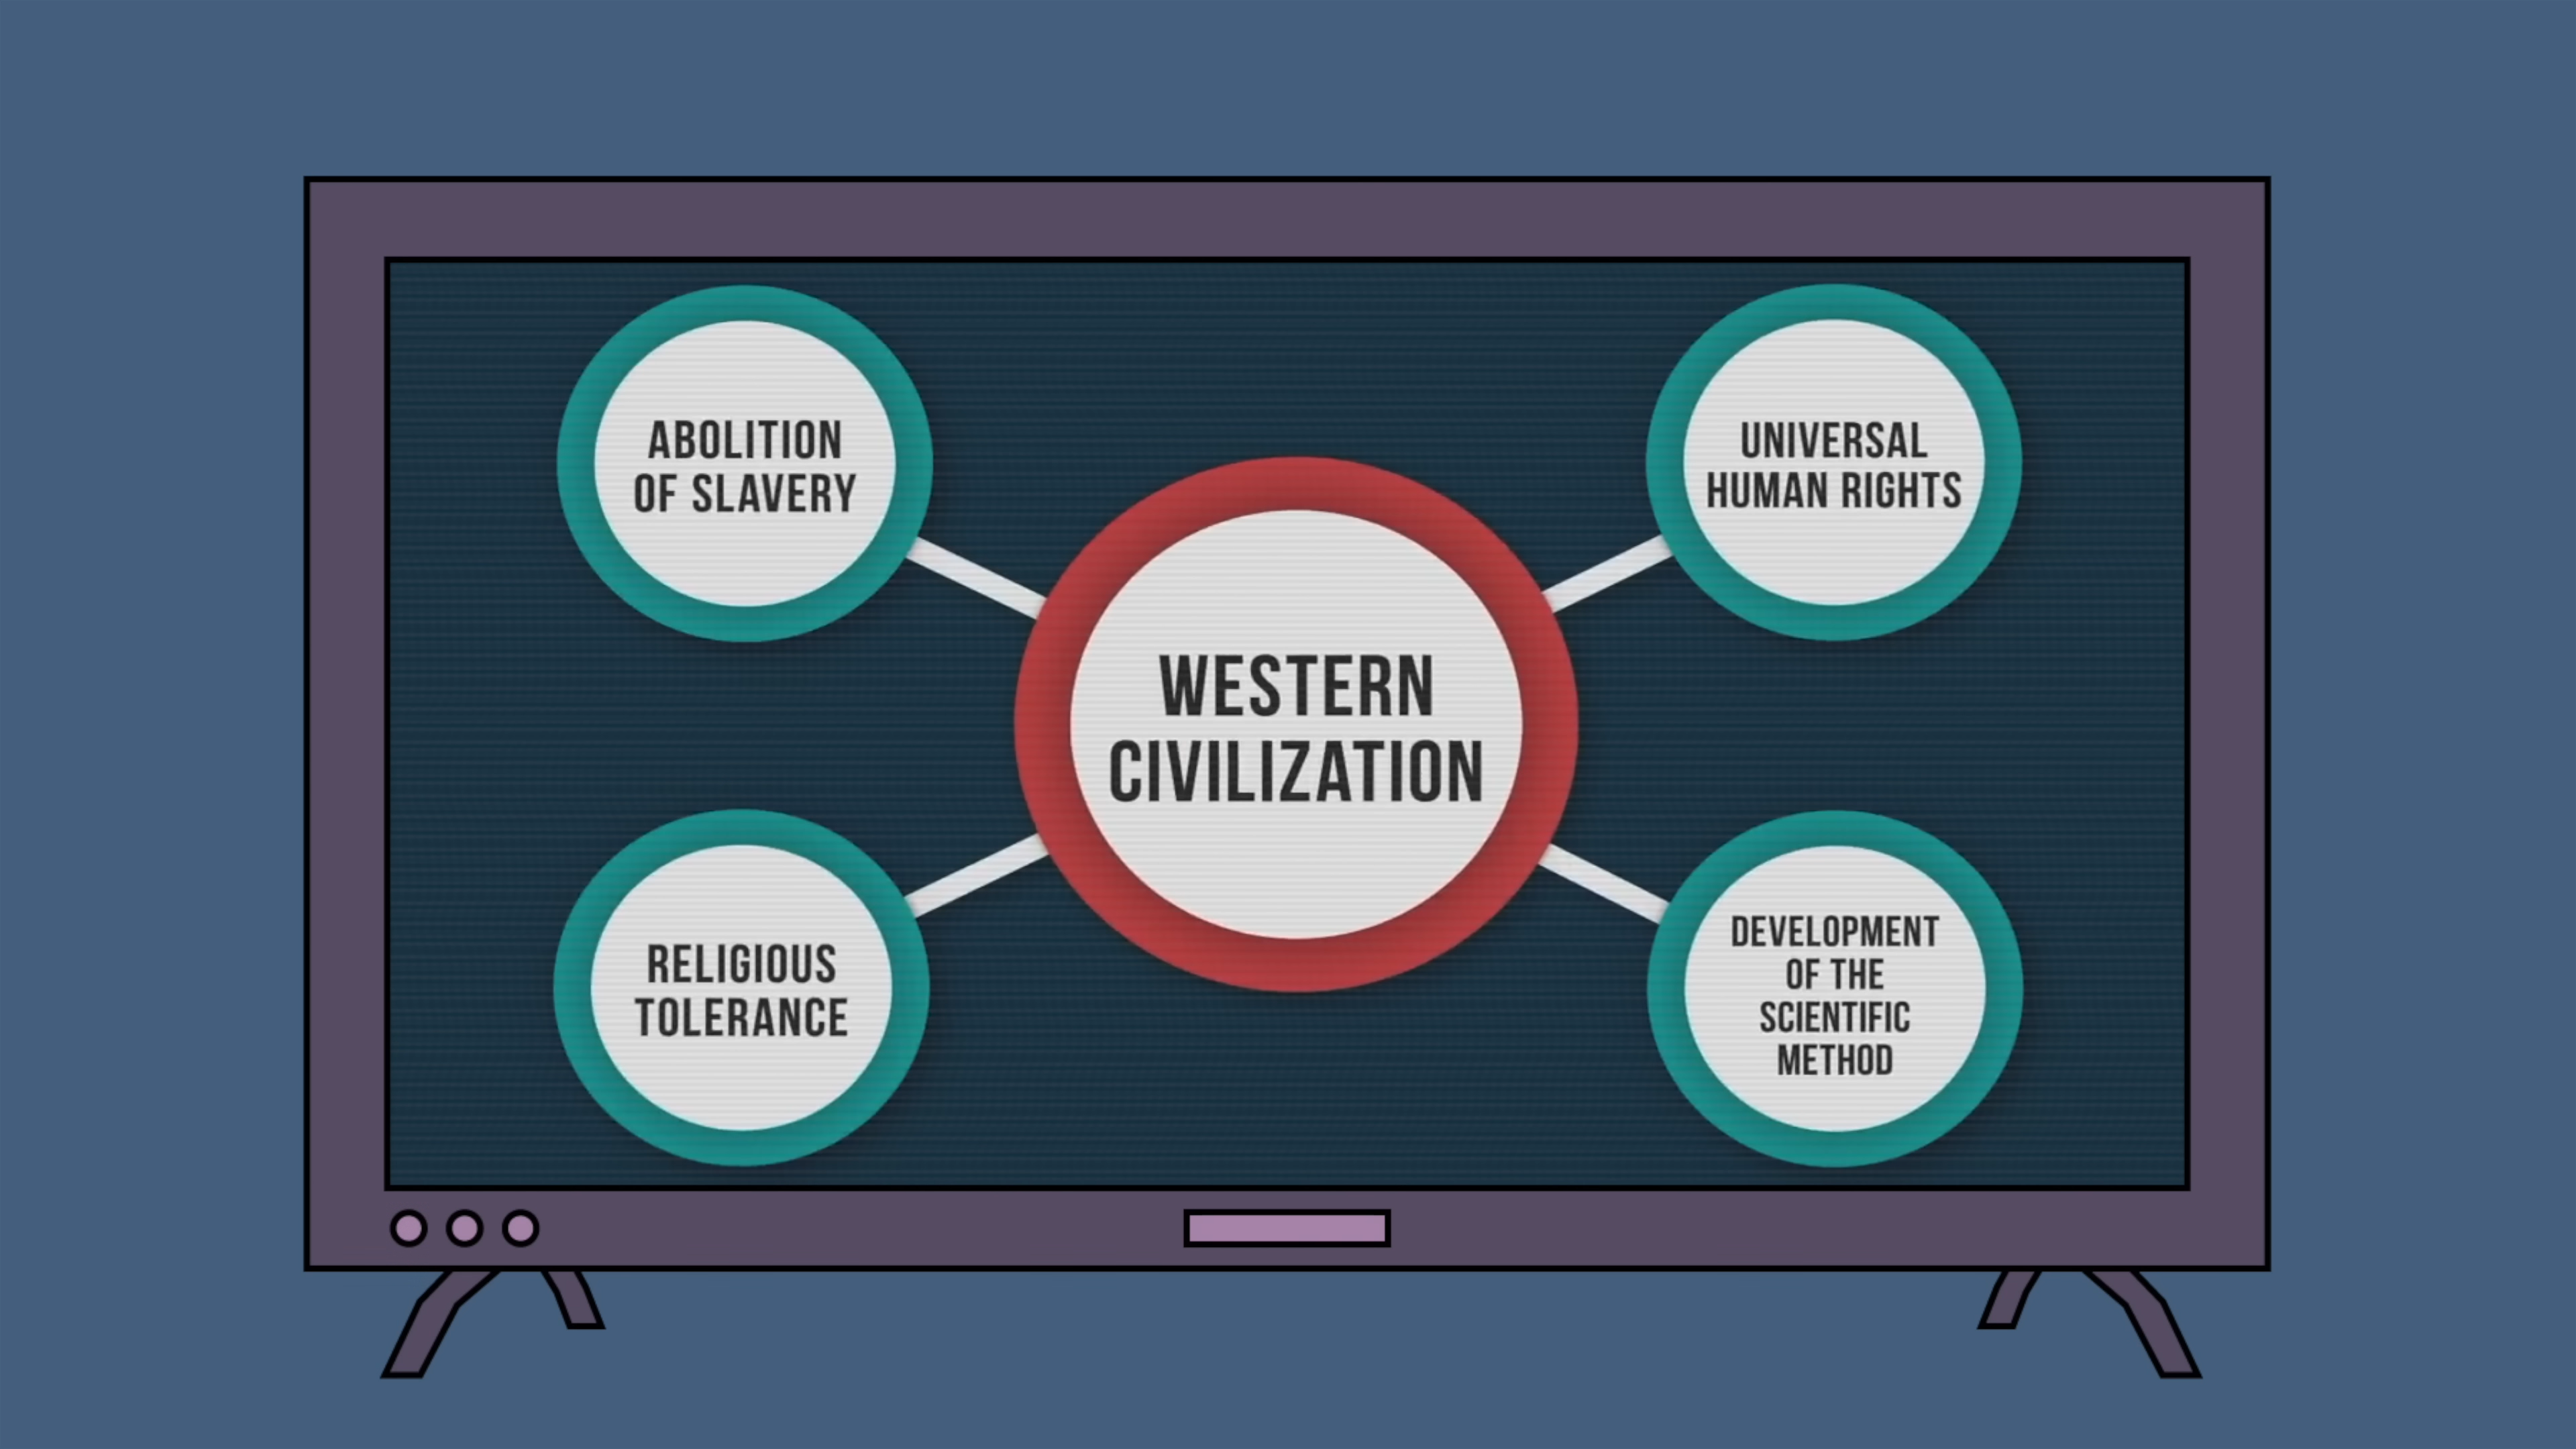 ABOLITION
OF SLAVERY
UNIVERSAL
HUMAN RIGHTS
WESTERN
CIVILIZATION
RELIGIOUS
TOLERANCE
DEVELOPMENT
OF THE
SCIENTIFIC
METHOD